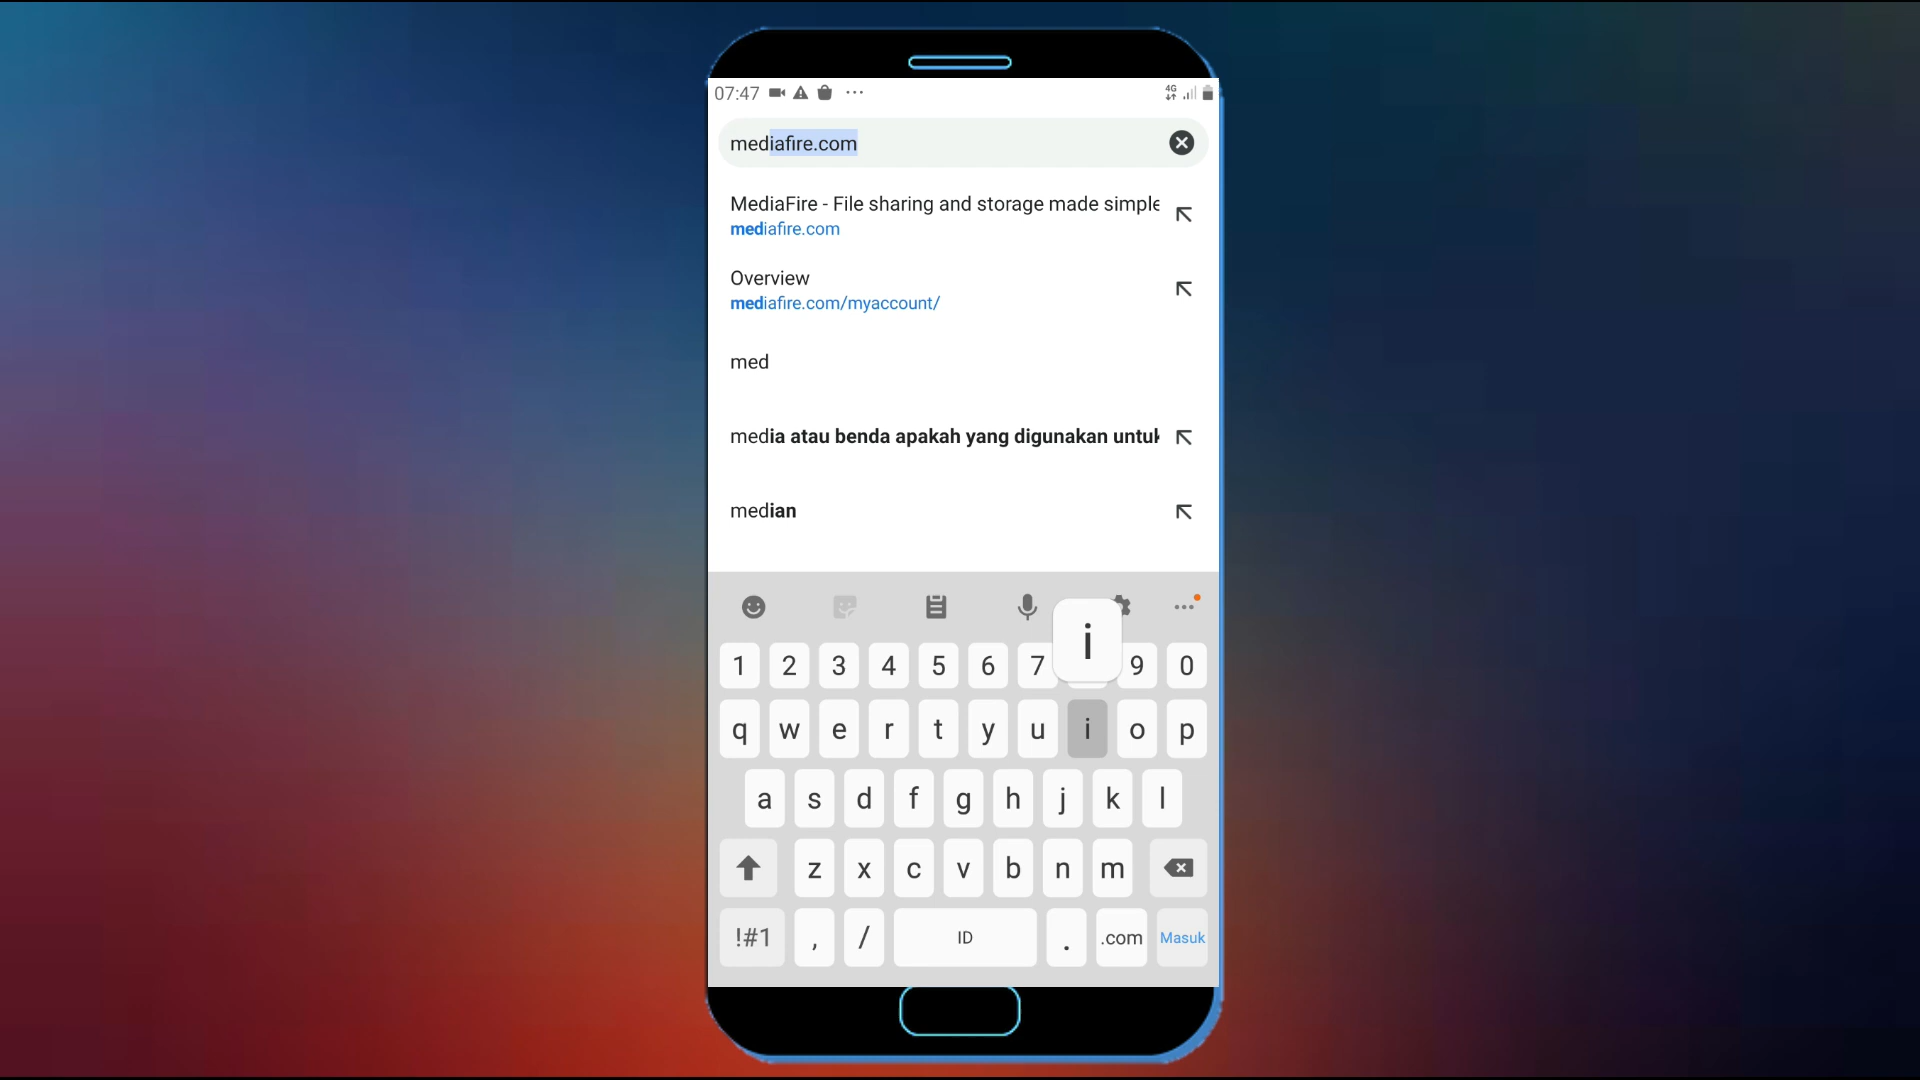 07:47 4G
mediafire.com
MediaFire - File sharing and storage made simple
mediafire.com
Overview
mediafire.com/myaccount/
med
media atau benda apakah yang digunakan untuk
median
i
1 2 3 4 5 6 7 9 0
q w e r t y u i o p
a s d f g h j k l
z x c v b n m
!#1 , / ID . .com Masuk